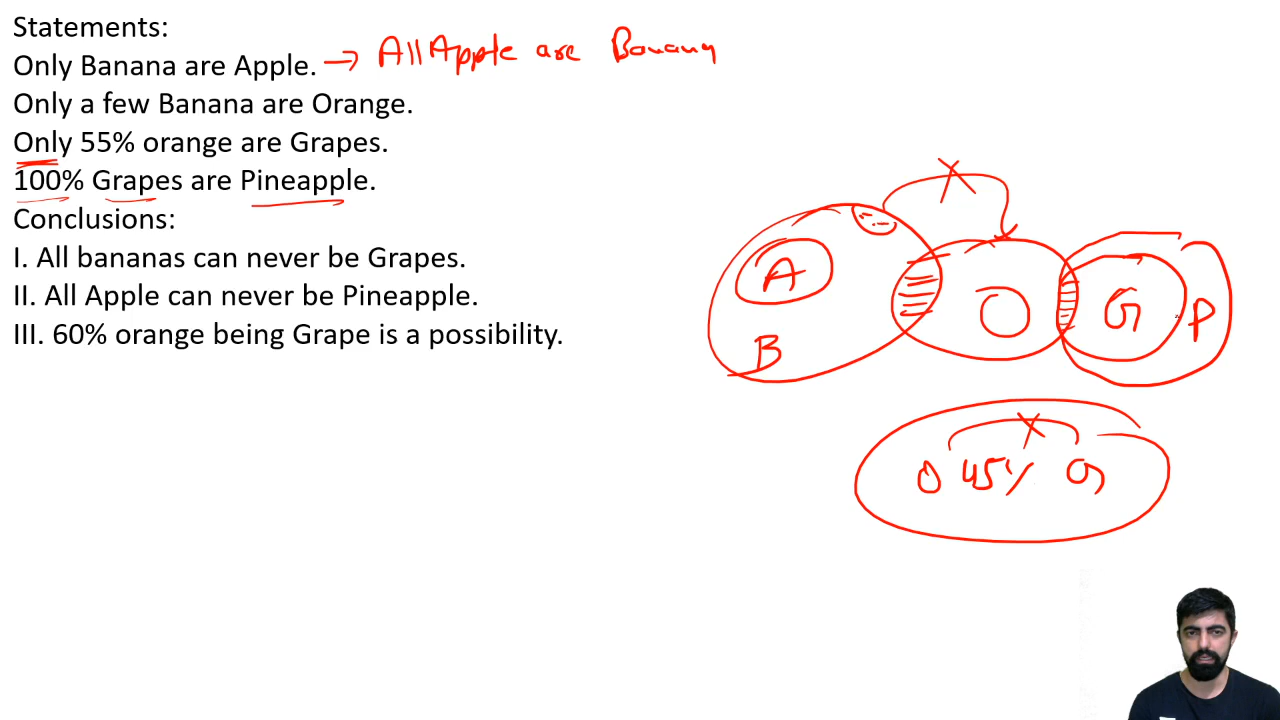 Statements:
Only Banana are Apple. → All Apple are Banana
Only a few Banana are Orange.
Only 55% orange are Grapes.
100% Grapes are Pineapple.
Conclusions:
I. All bananas can never be Grapes.
II. All Apple can never be Pineapple.
III. 60% orange being Grape is a possibility.
A
B
O
G
P
O 45% G